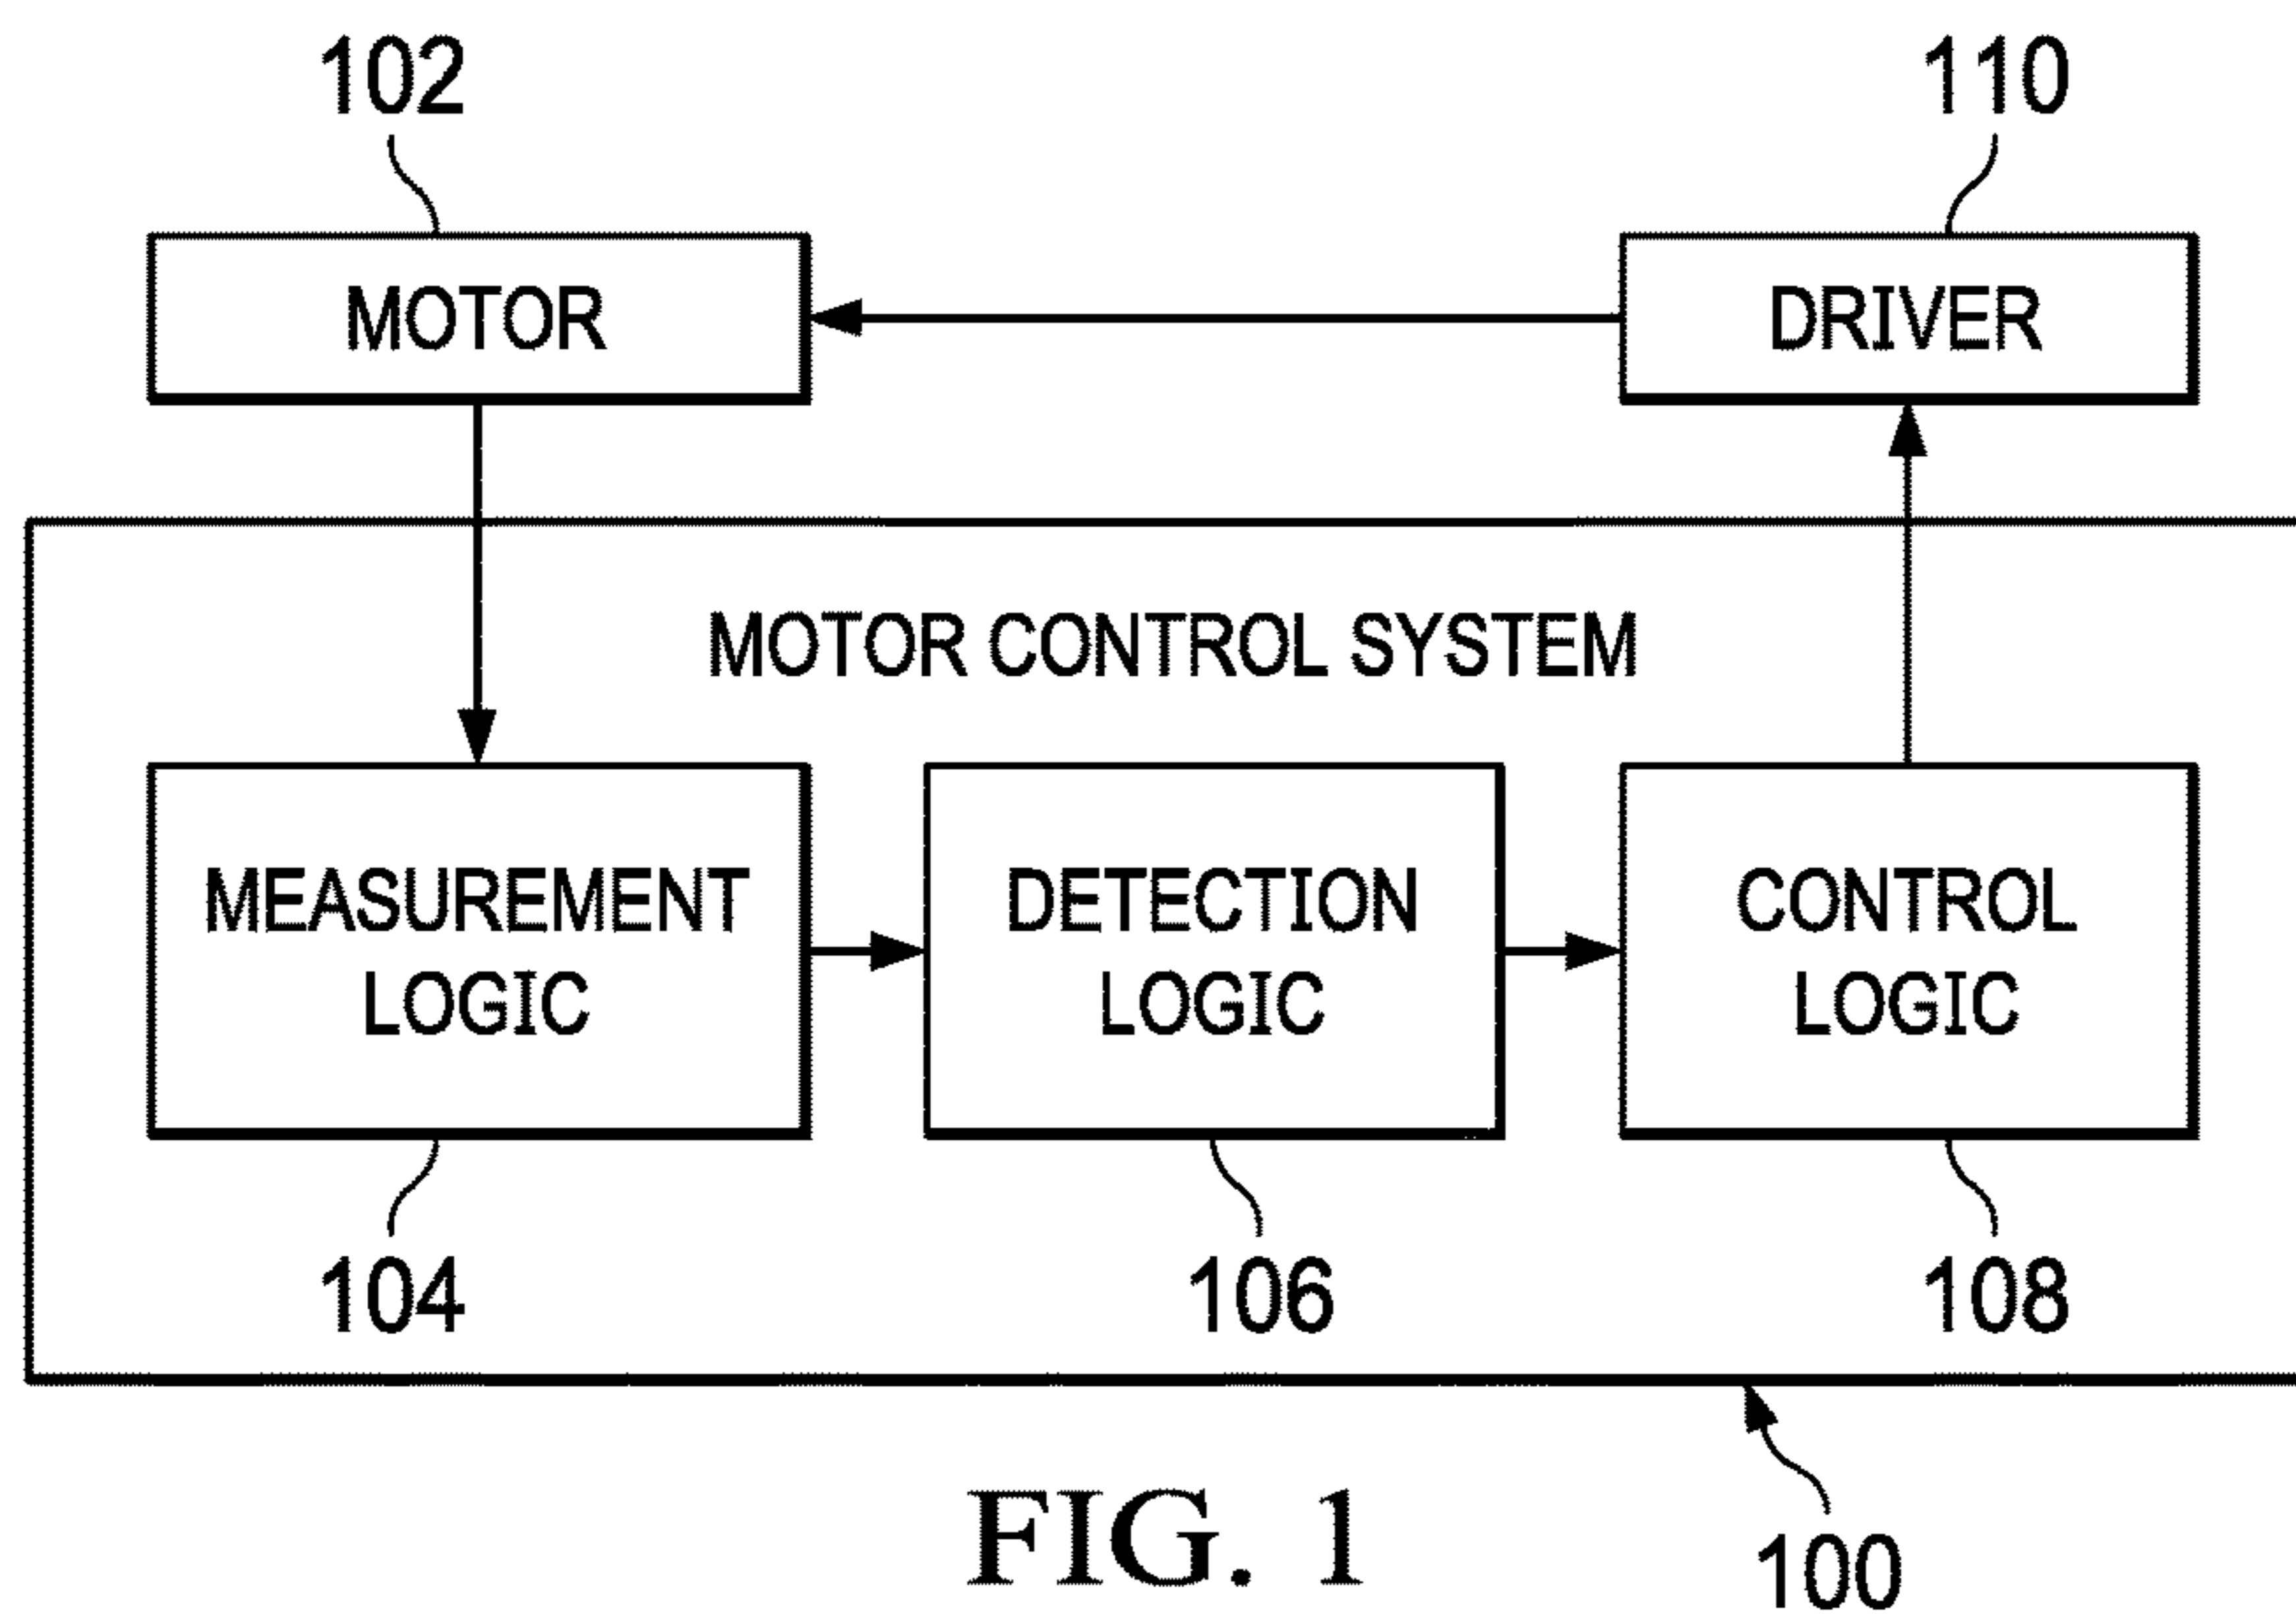 102
110
MOTOR
DRIVER
MOTOR CONTROL SYSTEM
MEASUREMENT
LOGIC
DETECTION
LOGIC
CONTROL
LOGIC
104
106
108
FIG. 1
100